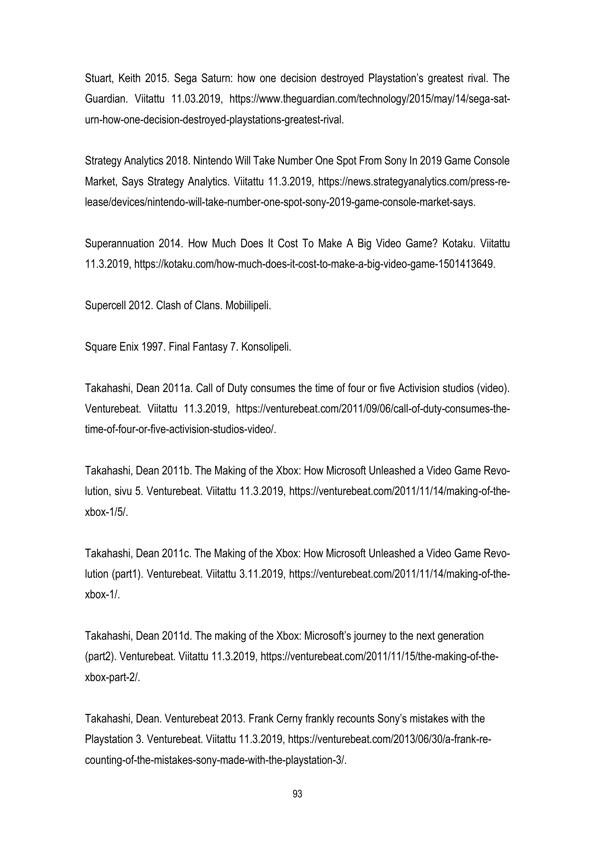 Stuart, Keith 2015. Sega Saturn: how one decision destroyed Playstation’s greatest rival. The
Guardian. Viitattu 11.03.2019, https://www.theguardian.com/technology/2015/may/14/sega-sat-
urn-how-one-decision-destroyed-playstations-greatest-rival.
Strategy Analytics 2018. Nintendo Will Take Number One Spot From Sony In 2019 Game Console
Market, Says Strategy Analytics. Viitattu 11.3.2019, https://news.strategyanalytics.com/press-re-
lease/devices/nintendo-will-take-number-one-spot-sony-2019-game-console-market-says.
Superannuation 2014. How Much Does It Cost To Make A Big Video Game? Kotaku. Viitattu
11.3.2019, https://kotaku.com/how-much-does-it-cost-to-make-a-big-video-game-1501413649.
Supercell 2012. Clash of Clans. Mobiilipeli.
Square Enix 1997. Final Fantasy 7. Konsolipeli.
Takahashi, Dean 2011a. Call of Duty consumes the time of four or five Activision studios (video).
Venturebeat. Viitattu 11.3.2019, https://venturebeat.com/2011/09/06/call-of-duty-consumes-the-
time-of-four-or-five-activision-studios-video/.
Takahashi, Dean 2011b. The Making of the Xbox: How Microsoft Unleashed a Video Game Revo-
lution, sivu 5. Venturebeat. Viitattu 11.3.2019, https://venturebeat.com/2011/11/14/making-of-the-
xbox-1/5/.
Takahashi, Dean 2011c. The Making of the Xbox: How Microsoft Unleashed a Video Game Revo-
lution (part1). Venturebeat. Viitattu 3.11.2019, https://venturebeat.com/2011/11/14/making-of-the-
xbox-1/.
Takahashi, Dean 2011d. The making of the Xbox: Microsoft’s journey to the next generation
(part2). Venturebeat. Viitattu 11.3.2019, https://venturebeat.com/2011/11/15/the-making-of-the-
xbox-part-2/.
Takahashi, Dean. Venturebeat 2013. Frank Cerny frankly recounts Sony’s mistakes with the
Playstation 3. Venturebeat. Viitattu 11.3.2019, https://venturebeat.com/2013/06/30/a-frank-re-
counting-of-the-mistakes-sony-made-with-the-playstation-3/.
93